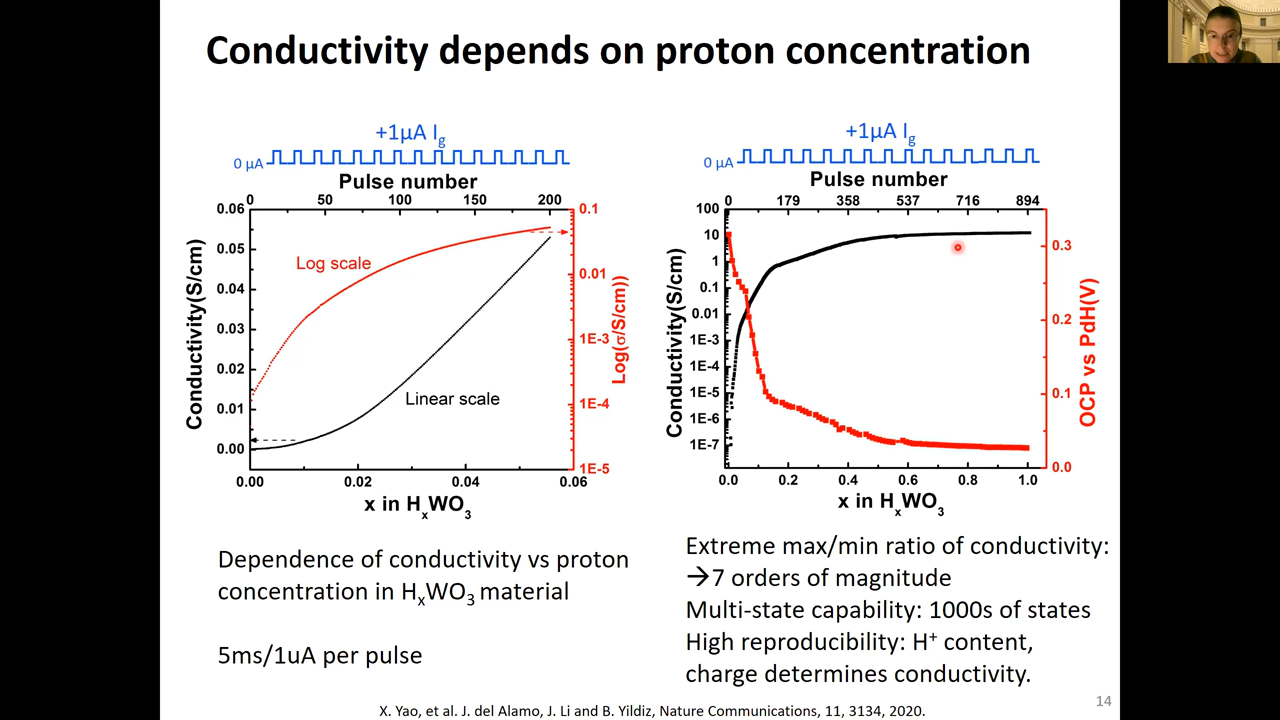 Conductivity depends on proton concentration
+1µA Ig
0 µA
Pulse number
0 50 100 150 200
0.06
0.05
0.04
0.03
0.02
0.01
0.00
Conductivity(S/cm)
Log scale
Linear scale
0.1
0.01
1E-3
1E-4
1E-5
Log(σ/S/cm))
0.00 0.02 0.04 0.06
x in HxWO3
+1µA Ig
0 µA
Pulse number
0 179 358 537 716 894
100
10
1
0.1
0.01
1E-3
1E-4
1E-5
1E-6
1E-7
Conductivity(S/cm)
0.3
0.2
0.1
0.0
OCP vs PdH(V)
0.0 0.2 0.4 0.6 0.8 1.0
x in HxWO3
Dependence of conductivity vs proton
concentration in HxWO3 material
5ms/1uA per pulse
Extreme max/min ratio of conductivity:
→7 orders of magnitude
Multi-state capability: 1000s of states
High reproducibility: H+ content,
charge determines conductivity.
14
X. Yao, et al. J. del Alamo, J. Li and B. Yildiz, Nature Communications, 11, 3134, 2020.